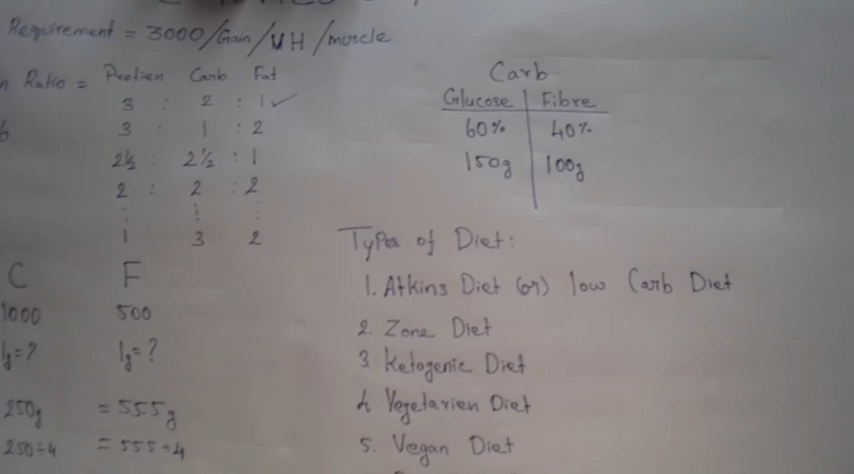 Requirement = 3000/Gain/VH/muscle
Ratio = Protien Carb Fat
3 : 2 : 1 ✓
3 : 1 : 2
2½ : 2½ : 1
2 : 2 : 2
⋮ ⋮ ⋮
1 3 2
C F
1000 500
1g=? 1g=?
250g = 55.5g
250÷4 = 55.5÷4
Carb
Glucose | Fibre
60% 40%
150g 100g
Types of Diet:
1. Atkins Diet (or) low Carb Diet
2. Zone Diet
3 Ketogenic Diet
4 Vegetarien Diet
5. Vegan Diet